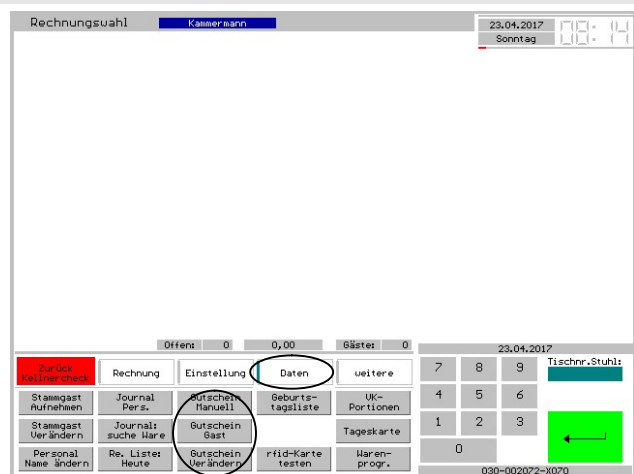 Rechnungswahl Kammermann 23.04.2017
Sonntag
08:14
Offen: 0 0,00 Gäste: 0
23.04.2017
Zurück
Kellnercheck
Rechnung
Einstellung
Daten
weitere
Stammgast
Aufnehmen
Journal
Pers.
Gutschein
Manuell
Geburts-
tagsliste
VK-
Portionen
Stammgast
Verändern
Journal:
suche Ware
Gutschein
Gast
Tageskarte
Personal
Name ändern
Re. Liste:
Heute
Gutschein
Verändern
rfid-Karte
testen
Waren-
progr.
Tischnr.Stuhl:
7 8 9
4 5 6
1 2 3
0
030-002072-X070